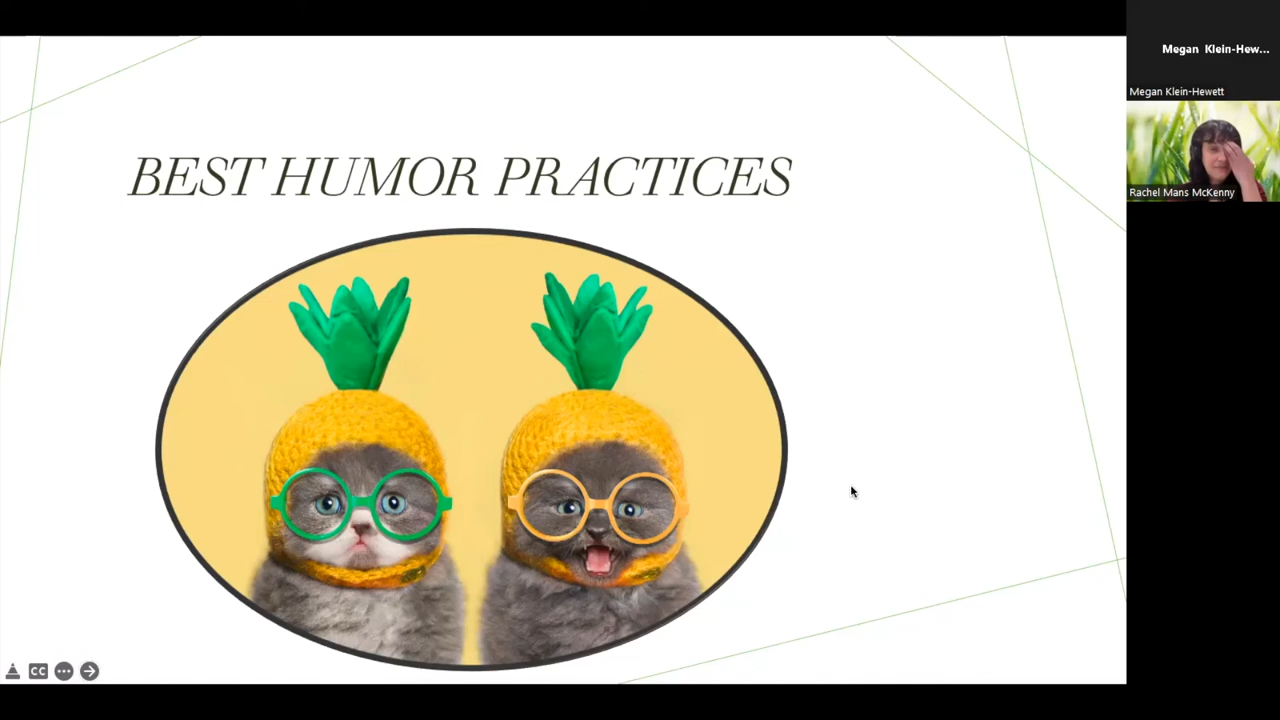 BEST HUMOR PRACTICES
Megan Klein-Hew...
Megan Klein-Hewett
Rachel Mans McKenny
CC